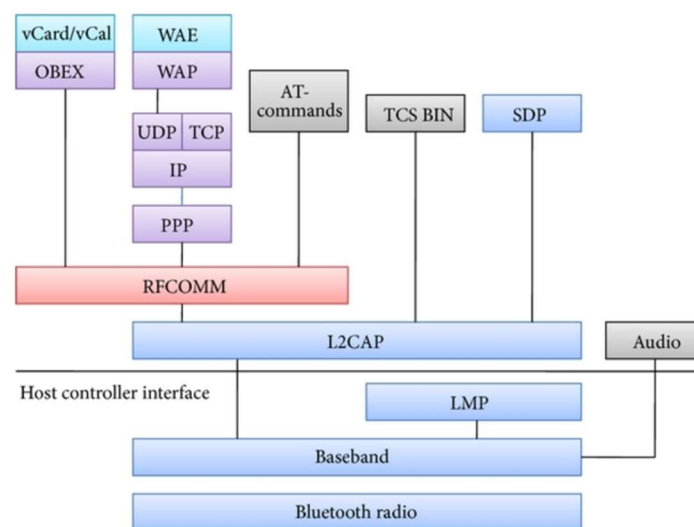 vCard/vCal
OBEX
WAE
WAP
UDP TCP
IP
PPP
AT-
commands
TCS BIN
SDP
RFCOMM
L2CAP
Audio
Host controller interface
LMP
Baseband
Bluetooth radio